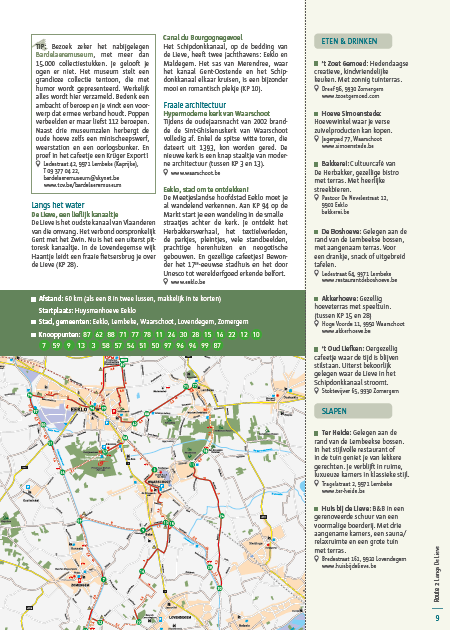 TIP: Bezoek zeker het nabijgelegen
Bardelaeremuseum, met meer dan
15.000 collectiestukken. Je gelooft je
ogen er niet. Het museum stelt een
grandioze collectie tentoon, die met
humor wordt gepresenteerd. Werkelijk
alles wordt hier verzameld. Bedenk een
ambacht of beroep en je vindt een voor-
werp dat ermee verband houdt. Poppen
verbeelden er maar liefst 112 beroepen.
Naast drie museumzalen herbergt de
oude hoeve zelfs een minischeepswerf,
weerstation en een oorlogsbunker. En
proef in het cafeetje een Krüger Export!
Ledestraat 42, 9971 Lembeke (Kaprijke),
T 09 377 04 22,
bardelaeremuseum@skynet.be
www.tov.be/bardelaeremuseum
Langs het water
De Lieve, een lieflijk kanaaltje
De Lieve is het oudste kanaal van Vlaanderen
van die omvang. Het verbond oorspronkelijk
Gent met het Zwin. Nu is het een uiterst pit-
toresk kanaaltje. In de Lovendegemse wijk
Haantje leidt een fraaie fietsersbrug je over
de Lieve (KP 28).
Canal du Bourgognegevoel
Het Schipdonkkanaal, op de bedding van
de Lieve, heeft twee jachthavens: Eeklo en
Maldegem. Het sas van Merendree, waar
het kanaal Gent-Oostende en het Schip-
donkkanaal elkaar kruisen, is een bijzonder
mooi en romantisch plekje (KP 10).
Fraaie architectuur
Hypermoderne kerk van Waarschoot
Tijdens de oudejaarsnacht van 2002 brand-
de de Sint-Ghislenuskerk van Waarschoot
volledig af. Enkel de spitse witte toren, die
dateert uit 1393, kon worden gered. De
nieuwe kerk is een knap staaltje van moder-
ne architectuur (tussen KP 3 en 13).
www.waarschoot.be
Eeklo, stad om te ontdekken!
De Meetjeslandse hoofdstad Eeklo moet je
al wandelend verkennen. Aan KP 94 op de
Markt start je een wandeling in de smalle
straatjes achter de kerk. Je ontdekt het
Herbakkersverhaal, het textielverleden,
de parkjes, pleintjes, vele standbeelden,
prachtige herenhuizen en neogotische
gebouwen. En gezellige cafeetjes! Bewon-
der het 17de-eeuwse stadhuis en het door
Unesco tot werelderfgoed erkende belfort.
www.eeklo.be
Afstand: 60 km (als een 8 in twee lussen, makkelijk in te korten)
Startplaats: Huysmanhoeve Eeklo
Stad, gemeenten: Eeklo, Lembeke, Waarschoot, Lovendegem, Zomergem
Knooppunten: 87 62 88 71 77 78 11 24 30 28 15 16 22 12 10
7 59 9 13 3 58 57 54 51 50 97 96 94 99 87
EEKLO
WAARSCHOOT
ZOMERGEM
LOVENDEGEM
ETEN & DRINKEN
't Zoet Gemoed: Hedendaagse
creatieve, kindvriendelijke
keuken. Met zonnig tuinterras.
Dreef 96, 9930 Zomergem
www.tzoetgemoed.com
Hoeve Simoenstede:
Hoevewinkel waar je verse
zuivelproducten kan kopen.
Jagerpad 77, Waarschoot
www.simoenstede.be
Bakkerei: Cultuurcafé van
De Herbakker, gezellige bistro
met terras. Met heerlijke
streekbieren.
Pastoor De Nevestraat 12,
9900 Eeklo
bakkerei.be
De Boshoeve: Gelegen aan de
rand van de Lembeekse bossen,
met aangenaam terras. Voor
een drankje, snack of uitgebreid
tafelen.
Ledestraat 64, 9971 Lembeke
www.restaurantdeboshoeve.be
Akkerhoeve: Gezellig
hoeveterras met speeltuin.
(tussen KP 15 en 28)
Hoge Voorde 11, 9950 Waarschoot
www.akkerhoeve.be
't Oud Liefken: Oergezellig
cafeetje waar de tijd is blijven
stilstaan. Uiterst bekoorlijk
gelegen waar de Lieve in het
Schipdonkkanaal stroomt.
Stoktevijver 65, 9930 Zomergem
SLAPEN
Ter Heide: Gelegen aan de
rand van de Lembeekse bossen.
In het stijlvolle restaurant of
in de tuin geniet je van lekkere
gerechten. Je verblijft in ruime,
luxueuze kamers in klassieke stijl.
Tragelstraat 2, 9971 Lembeke
www.ter-heide.be
Huis bij de Lieve: B&B in een
gerenoveerde schuur van een
voormalige boerderij. Met drie
aangename kamers, een sauna/
relaxruimte en een grote tuin
met terras.
Bredestraat 161, 9920 Lovendegem
www.huisbijdelieve.be
Route 2 Langs De Lieve
9